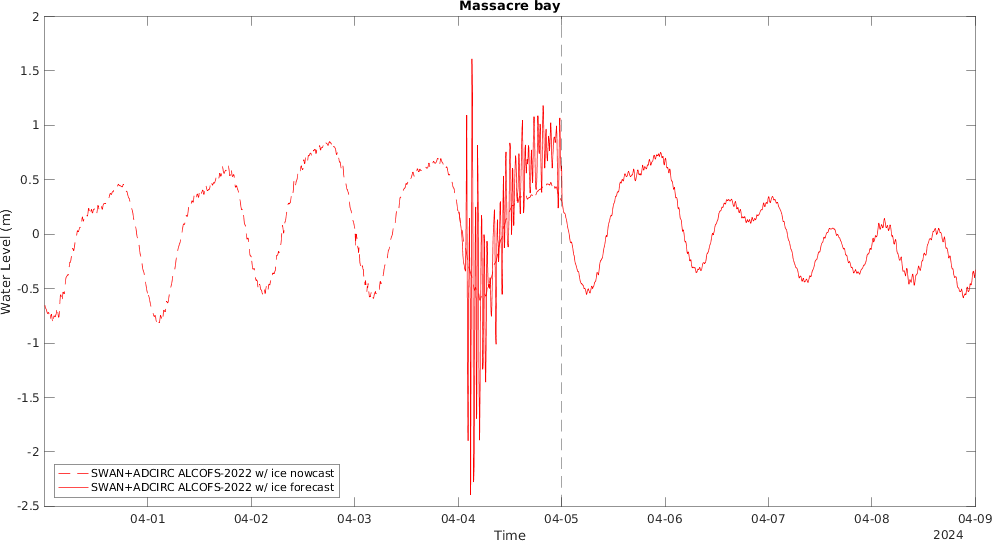 Massacre bay
2
1.5
1
0.5
0
-0.5
-1
-1.5
-2
-2.5
Water Level (m)
SWAN+ADCIRC ALCOFS-2022 w/ ice nowcast
SWAN+ADCIRC ALCOFS-2022 w/ ice forecast
04-01 04-02 04-03 04-04 04-05 04-06 04-07 04-08 04-09
Time
2024